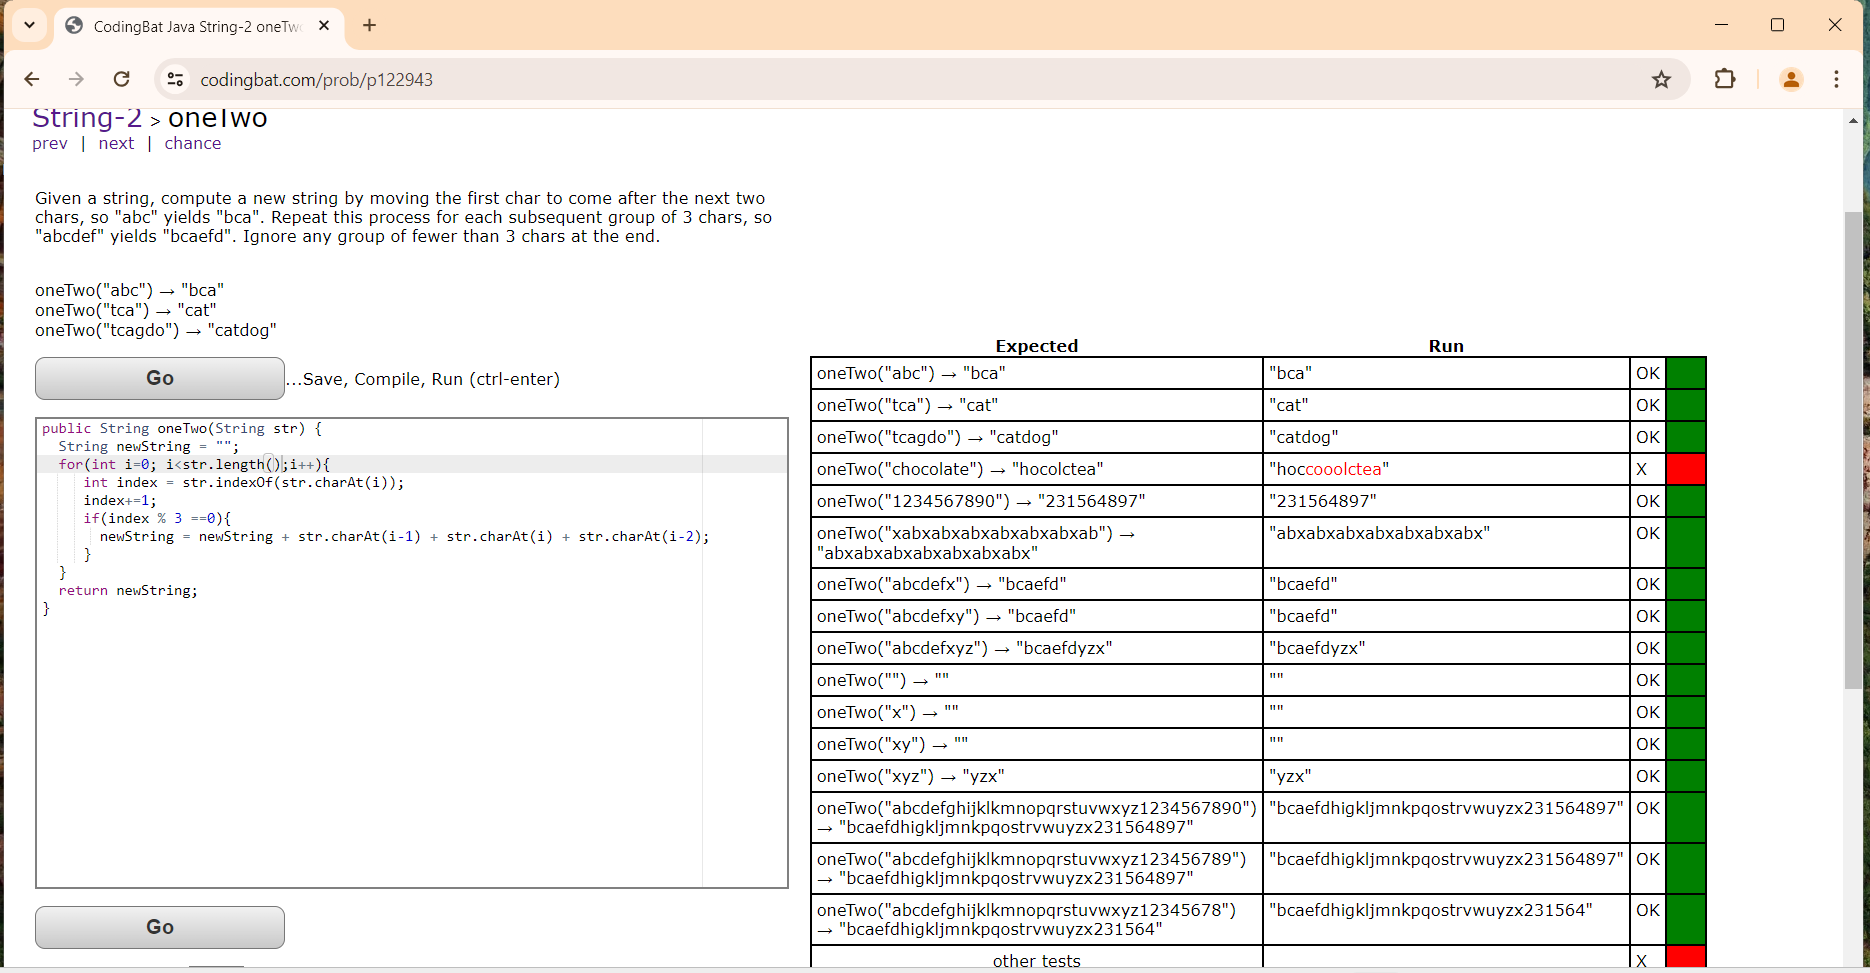 CodingBat Java String-2 oneTwo
codingbat.com/prob/p122943
String-2 > oneTwo
prev | next | chance
Given a string, compute a new string by moving the first char to come after the next two
chars, so "abc" yields "bca". Repeat this process for each subsequent group of 3 chars, so
"abcdef" yields "bcaefd". Ignore any group of fewer than 3 chars at the end.
oneTwo("abc") → "bca"
oneTwo("tca") → "cat"
oneTwo("tcagdo") → "catdog"
Go
...Save, Compile, Run (ctrl-enter)
public String oneTwo(String str) {
String newString = "";
for(int i=0; i<str.length();i++){
int index = str.indexOf(str.charAt(i));
index+=1;
if(index % 3 ==0){
newString = newString + str.charAt(i-1) + str.charAt(i) + str.charAt(i-2);
}
}
return newString;
}
Go
Expected Run
oneTwo("abc") → "bca" "bca" OK
oneTwo("tca") → "cat" "cat" OK
oneTwo("tcagdo") → "catdog" "catdog" OK
oneTwo("chocolate") → "hocolctea" "hoccooolctea" X
oneTwo("1234567890") → "231564897" "231564897" OK
oneTwo("xabxabxabxabxabxabxab") → "abxabxabxabxabxabxabx" OK
"abxabxabxabxabxabxabx"
oneTwo("abcdefx") → "bcaefd" "bcaefd" OK
oneTwo("abcdefxy") → "bcaefd" "bcaefd" OK
oneTwo("abcdefxyz") → "bcaefdyzx" "bcaefdyzx" OK
oneTwo("") → "" "" OK
oneTwo("x") → "" "" OK
oneTwo("xy") → "" "" OK
oneTwo("xyz") → "yzx" "yzx" OK
oneTwo("abcdefghijklkmnopqrstuvwxyz1234567890") "bcaefdhigkljmnkpqostrvwuyzx231564897" OK
→ "bcaefdhigkljmnkpqostrvwuyzx231564897"
oneTwo("abcdefghijklkmnopqrstuvwxyz123456789") "bcaefdhigkljmnkpqostrvwuyzx231564897" OK
→ "bcaefdhigkljmnkpqostrvwuyzx231564897"
oneTwo("abcdefghijklkmnopqrstuvwxyz12345678") "bcaefdhigkljmnkpqostrvwuyzx231564" OK
→ "bcaefdhigkljmnkpqostrvwuyzx231564"
other tests X